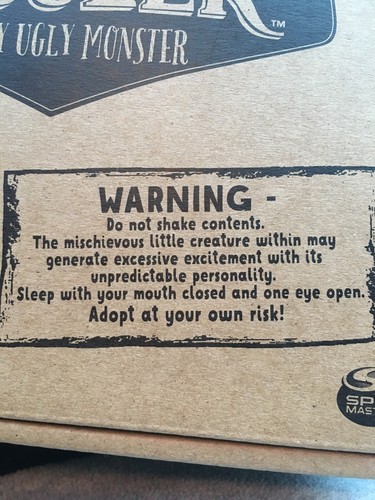 UGLY MONSTER
™
WARNING -
Do not shake contents.
The mischievous little creature within may
generate excessive excitement with its
unpredictable personality.
Sleep with your mouth closed and one eye open.
Adopt at your own risk!